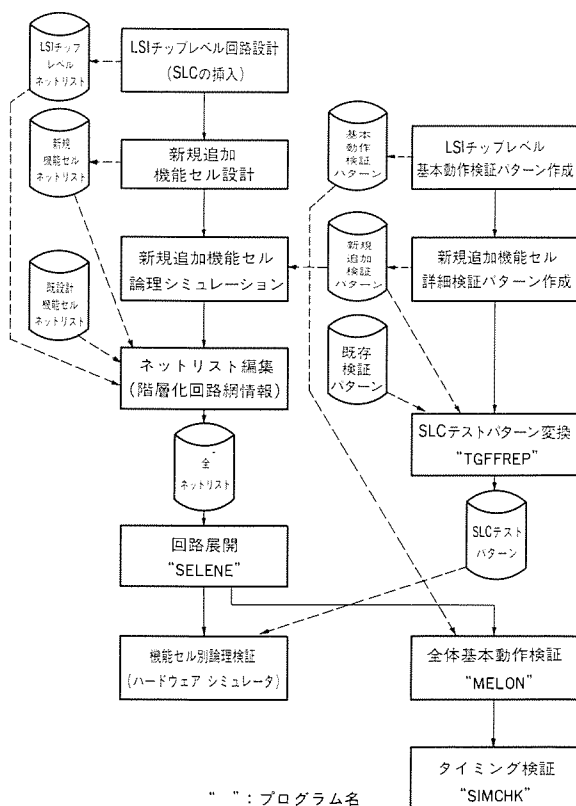 LSIチップ
レベル
ネットリスト
LSIチップレベル回路設計
(SLCの挿入)
新規
機能セル
ネットリスト
新規追加
機能セル設計
基本
動作
検証
パターン
LSIチップレベル
基本動作検証パターン作成
新規追加機能セル
論理シミュレーション
新規
追加
検証
パターン
新規追加機能セル
詳細検証パターン作成
既設計
機能セル
ネットリスト
ネットリスト編集
(階層化回路網情報)
既存
検証
パターン
SLCテストパターン変換
"TGFFREP"
全
ネットリスト
SLCテスト
パターン
回路展開
"SELENE"
機能セル別論理検証
(ハードウェア シミュレータ)
全体基本動作検証
"MELON"
タイミング検証
"SIMCHK"
" ":プログラム名